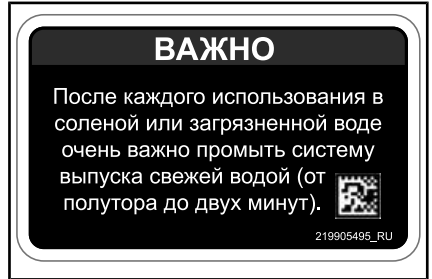 ВАЖНО
После каждого использования в
соленой или загрязненной воде
очень важно промыть систему
выпуска свежей водой (от
полутора до двух минут).
219905495_RU